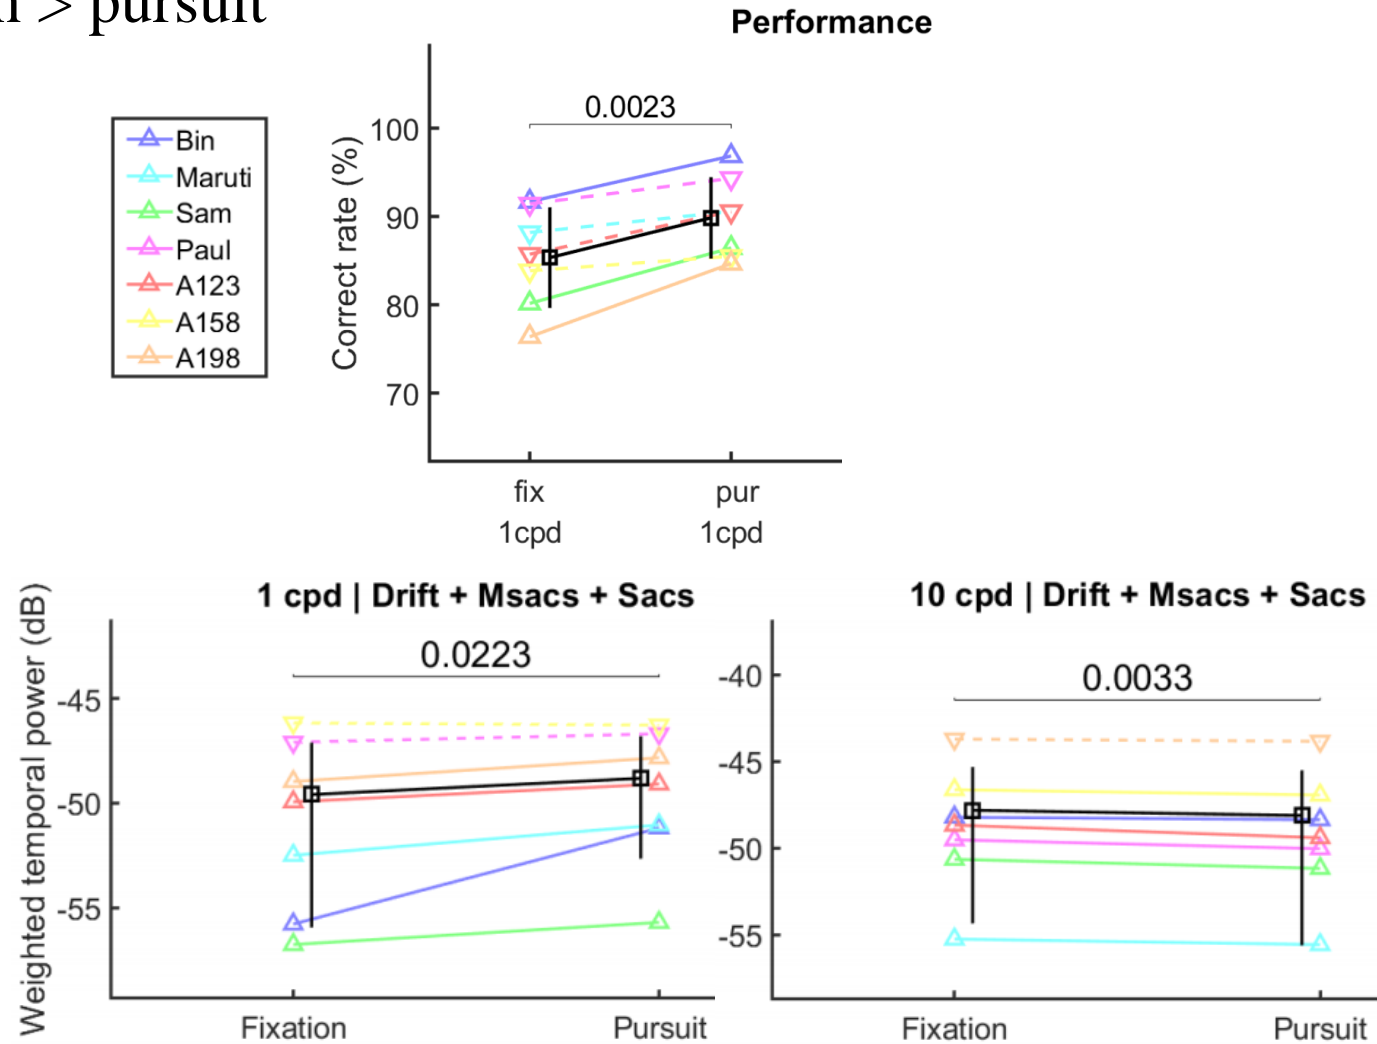 > pursuit
Performance
0.0023
Bin
Maruti
Sam
Paul
A123
A158
A198
Correct rate (%)
100
90
80
70
fix
1cpd
pur
1cpd
1 cpd | Drift + Msacs + Sacs
0.0223
Weighted temporal power (dB)
-45
-50
-55
Fixation
Pursuit
10 cpd | Drift + Msacs + Sacs
0.0033
-40
-45
-50
-55
Fixation
Pursuit